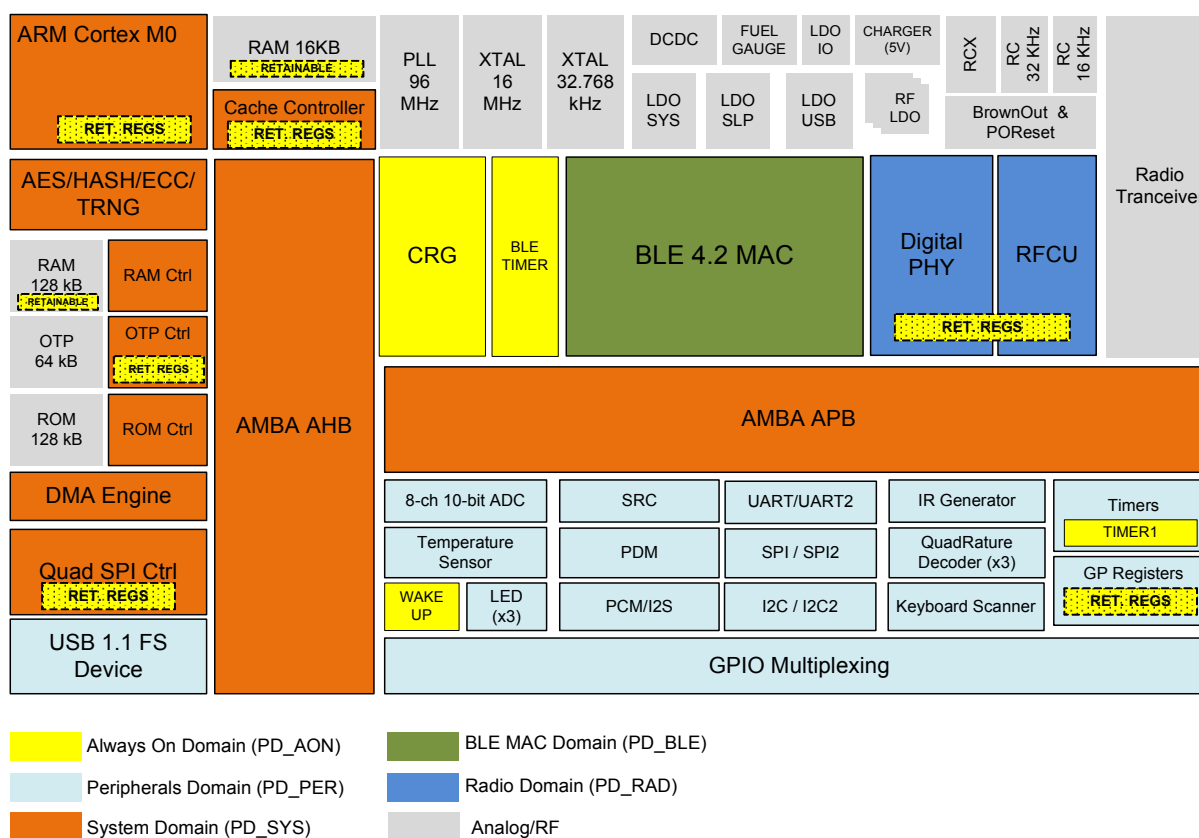 ARM Cortex M0
RET. REGS
RAM 16KB
RETAINABLE
Cache Controller
RET. REGS
PLL
96
MHz
XTAL
16
MHz
XTAL
32.768
kHz
DCDC
FUEL
GAUGE
LDO
IO
CHARGER
(5V)
LDO
SYS
LDO
SLP
LDO
USB
RF
LDO
RCX
RC
32 KHz
RC
16 KHz
BrownOut &
POReset
Radio
Tranceiver
AES/HASH/ECC/
TRNG
RAM
128 kB
RETAINABLE
RAM Ctrl
OTP
64 kB
OTP Ctrl
RET. REGS
ROM
128 kB
ROM Ctrl
DMA Engine
Quad SPI Ctrl
RET. REGS
USB 1.1 FS
Device
AMBA AHB
CRG
BLE
TIMER
BLE 4.2 MAC
Digital
PHY
RFCU
RET. REGS
AMBA APB
8-ch 10-bit ADC
SRC
UART/UART2
IR Generator
Timers
TIMER1
Temperature
Sensor
PDM
SPI / SPI2
QuadRature
Decoder (x3)
GP Registers
RET. REGS
WAKE
UP
LED
(x3)
PCM/I2S
I2C / I2C2
Keyboard Scanner
GPIO Multiplexing
Always On Domain (PD_AON)
BLE MAC Domain (PD_BLE)
Peripherals Domain (PD_PER)
Radio Domain (PD_RAD)
System Domain (PD_SYS)
Analog/RF